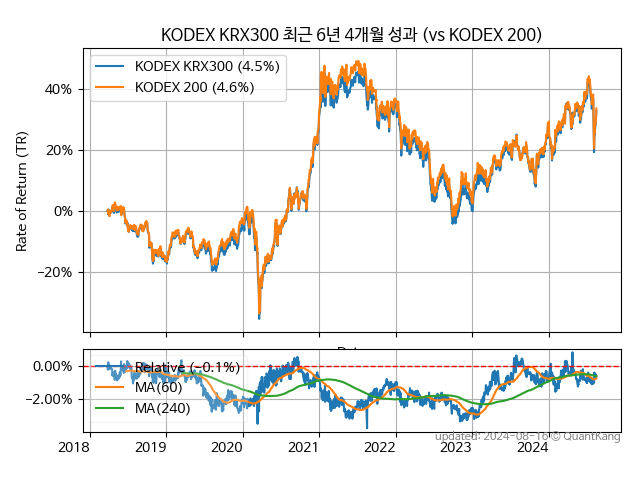 KODEX KRX300 최근 6년 4개월 성과 (vs KODEX 200)
KODEX KRX300 (4.5%)
KODEX 200 (4.6%)
Rate of Return (TR)
40%
20%
0%
−20%
Relative (−0.1%)
MA(60)
MA(240)
0.00%
−2.00%
updated: 2024-08-16 © QuantKang
2018 2019 2020 2021 2022 2023 2024